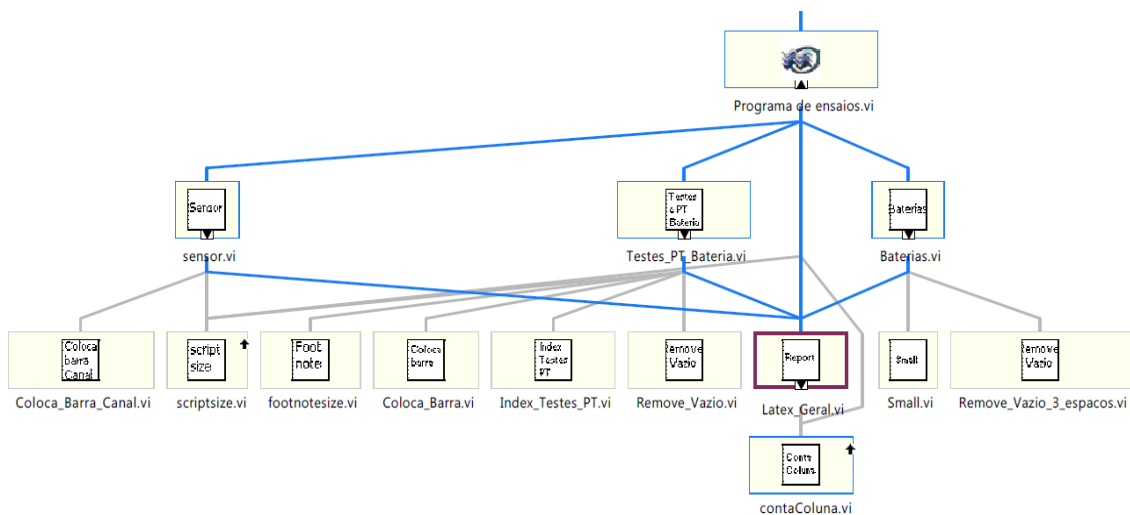 Programa de ensaios.vi
Sensor
Testes
e PT
Bateria
Baterias
sensor.vi
Testes_PT_Bateria.vi
Baterias.vi
Coloca
barra
Canal
script
size
Foot
note
Coloca
barra
Index
Testes
PT
Remove
Vazio
Report
Small
Remove
Vazio
Coloca_Barra_Canal.vi
scriptsize.vi
footnotesize.vi
Coloca_Barra.vi
Index_Testes_PT.vi
Remove_Vazio.vi
Latex_Geral.vi
Small.vi
Remove_Vazio_3_espacos.vi
Conta
Coluna
contaColuna.vi